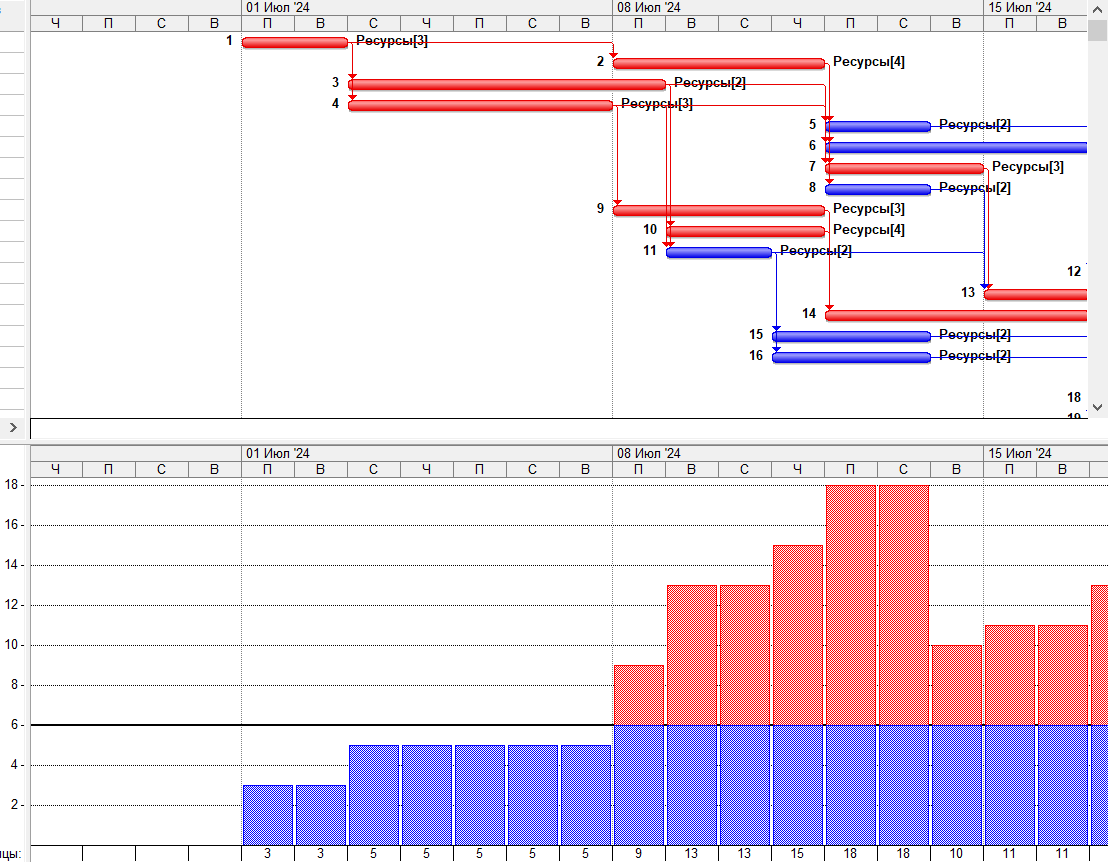 01 Июл '24 08 Июл '24 15 Июл '24
Ч П С В П В С Ч П С В П В С Ч П С В П В
1 Ресурсы[3]
2 Ресурсы[4]
3 Ресурсы[2]
4 Ресурсы[3]
5 Ресурсы[2]
6
7 Ресурсы[3]
8 Ресурсы[2]
9 Ресурсы[3]
10 Ресурсы[4]
11 Ресурсы[2]
12
13
14
15 Ресурсы[2]
16 Ресурсы[2]
18
19
01 Июл '24 08 Июл '24 15 Июл '24
Ч П С В П В С Ч П С В П В С Ч П С В П В
18
16
14
12
10
8
6
4
2
цы: 3 3 5 5 5 5 5 9 13 13 15 18 18 10 11 11